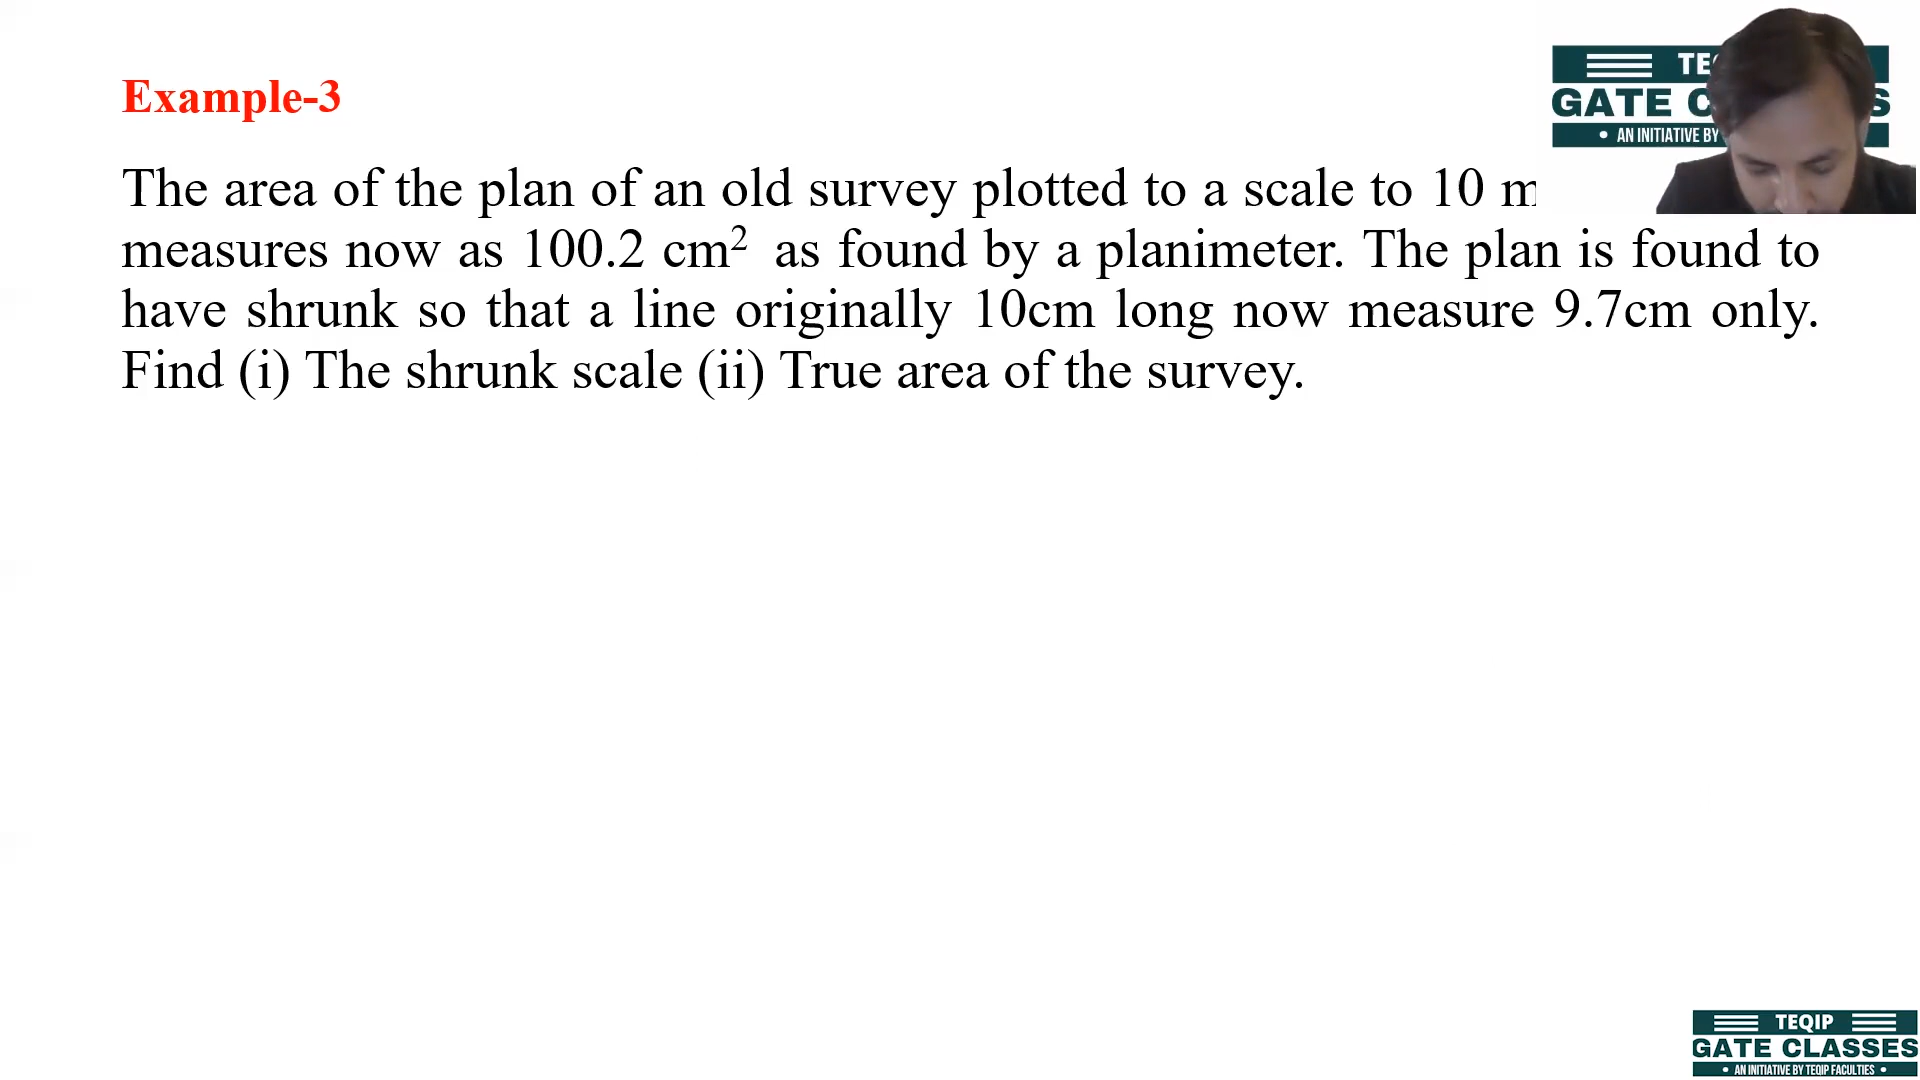 Example-3
GATE
AN INITIATIVE BY
The area of the plan of an old survey plotted to a scale to 10 m
measures now as 100.2 cm² as found by a planimeter. The plan is found to
have shrunk so that a line originally 10cm long now measure 9.7cm only.
Find (i) The shrunk scale (ii) True area of the survey.
TEQIP
GATE CLASSES
• AN INITIATIVE BY TEQIP FACULTIES •